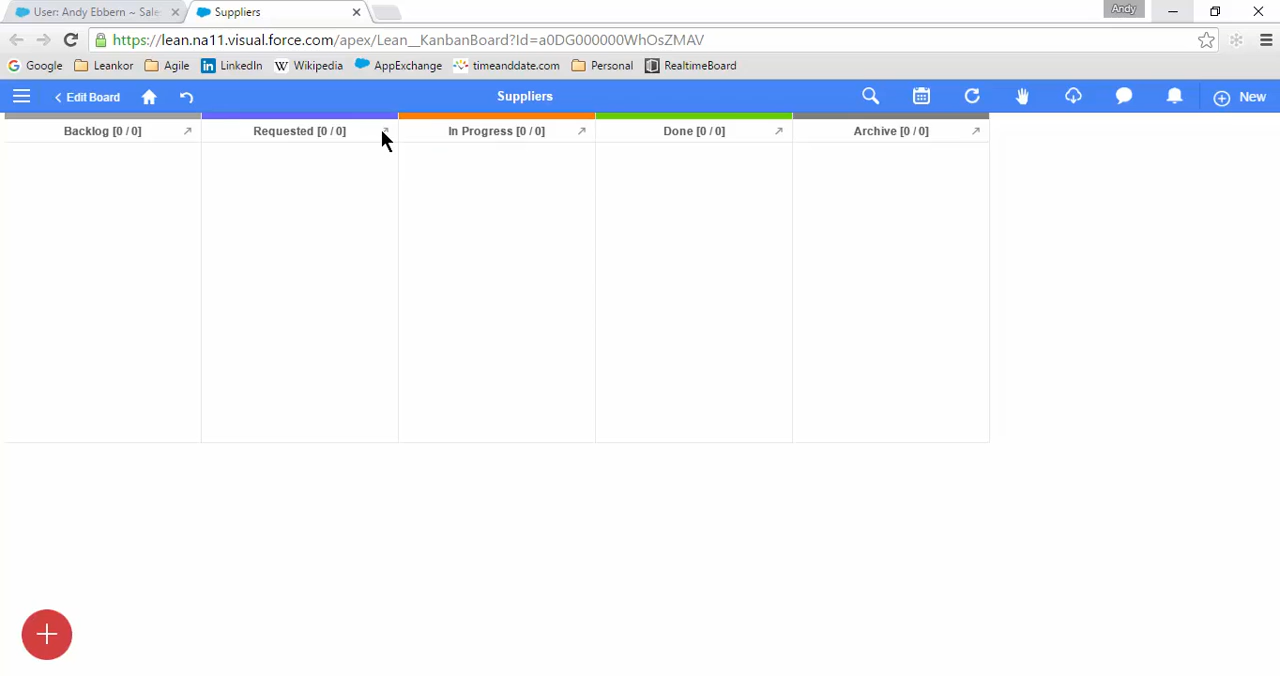 User: Andy Ebbern ~ Sale
Suppliers
Andy
https://lean.na11.visual.force.com/apex/Lean__KanbanBoard?Id=a0DG000000WhOsZMAV
Google Leankor Agile LinkedIn Wikipedia AppExchange timeanddate.com Personal RealtimeBoard
Edit Board Suppliers New
Backlog [0 / 0] Requested [0 / 0] In Progress [0 / 0] Done [0 / 0] Archive [0 / 0]